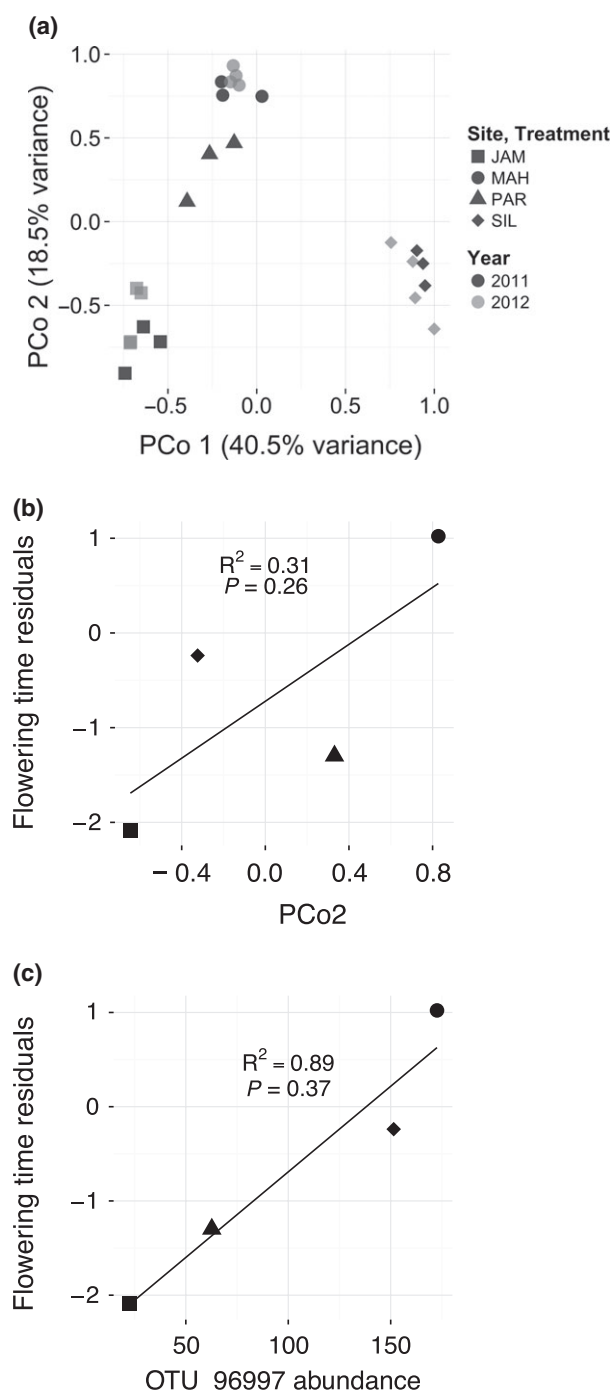 (a)
1.0
0.5
0.0
−0.5
PCo 2 (18.5% variance)
−0.5 0.0 0.5 1.0
PCo 1 (40.5% variance)
Site, Treatment
JAM
MAH
PAR
SIL
Year
2011
2012
(b)
R² = 0.31
P = 0.26
1
0
−1
−2
Flowering time residuals
−0.4 0.0 0.4 0.8
PCo2
(c)
R² = 0.89
P = 0.37
1
0
−1
−2
Flowering time residuals
50 100 150
OTU_96997 abundance